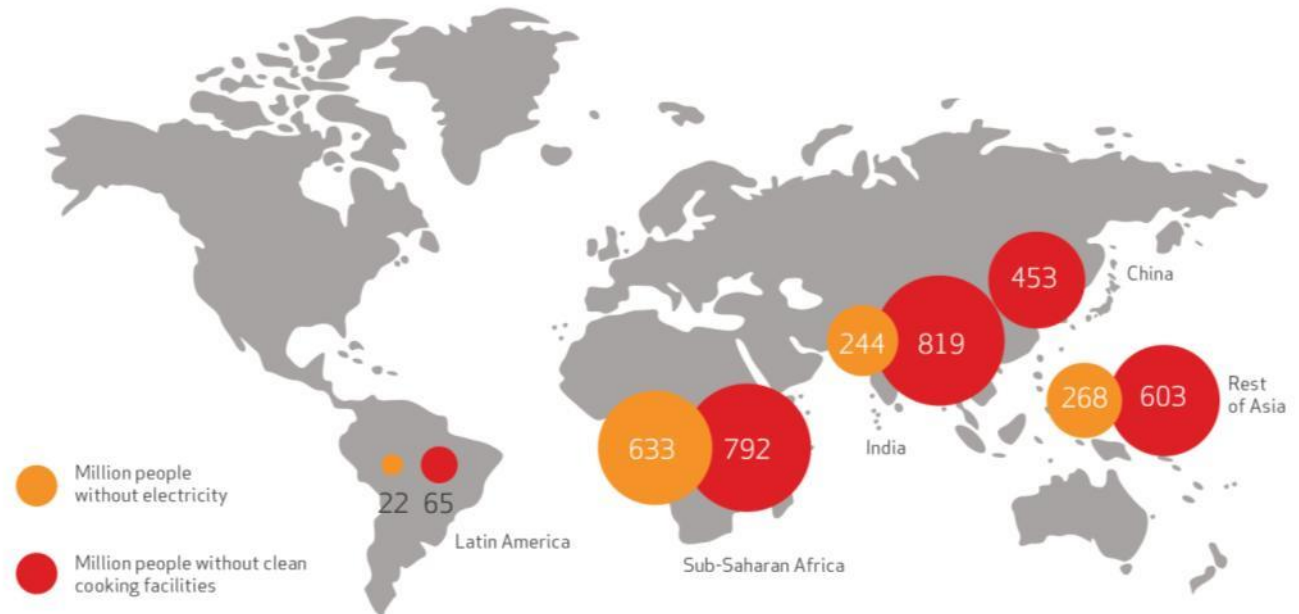 453
China
244
819
268
603
Rest
of Asia
India
633
792
Million people
without electricity
22
65
Latin America
Million people without clean
cooking facilities
Sub-Saharan Africa